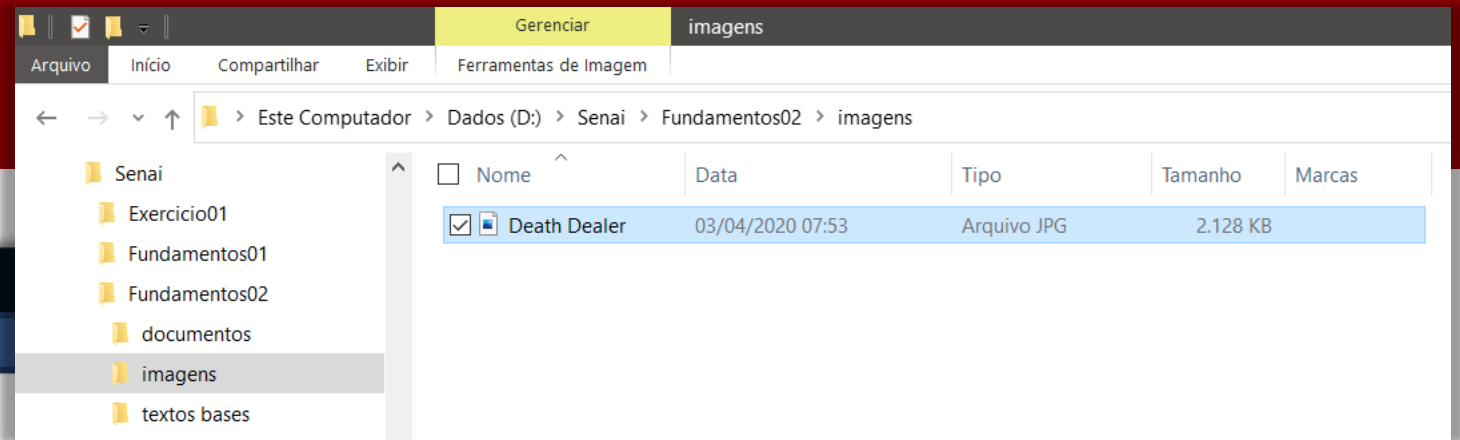 Gerenciar imagens
Arquivo Início Compartilhar Exibir Ferramentas de Imagem
Este Computador > Dados (D:) > Senai > Fundamentos02 > imagens
Senai
Exercicio01
Fundamentos01
Fundamentos02
documentos
imagens
textos bases
Nome Data Tipo Tamanho Marcas
Death Dealer 03/04/2020 07:53 Arquivo JPG 2.128 KB